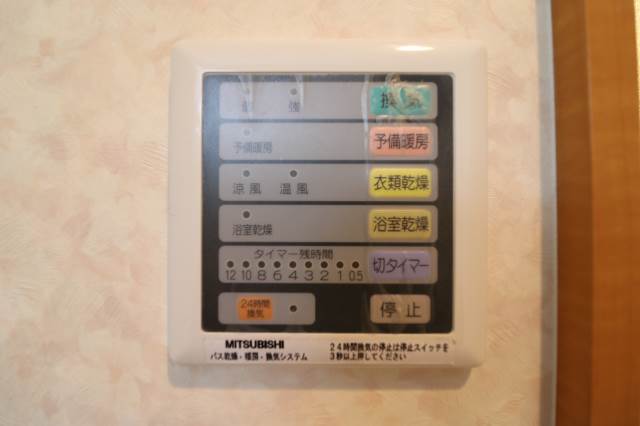 強
換気
予備暖房
予備暖房
涼風 温風
衣類乾燥
浴室乾燥
浴室乾燥
タイマー残時間
12 10 8 6 4 3 2 1 0.5
切タイマー
24時間
換気
停止
MITSUBISHI
バス乾燥・暖房・換気システム
24時間換気の停止は停止スイッチを
3秒以上押してください